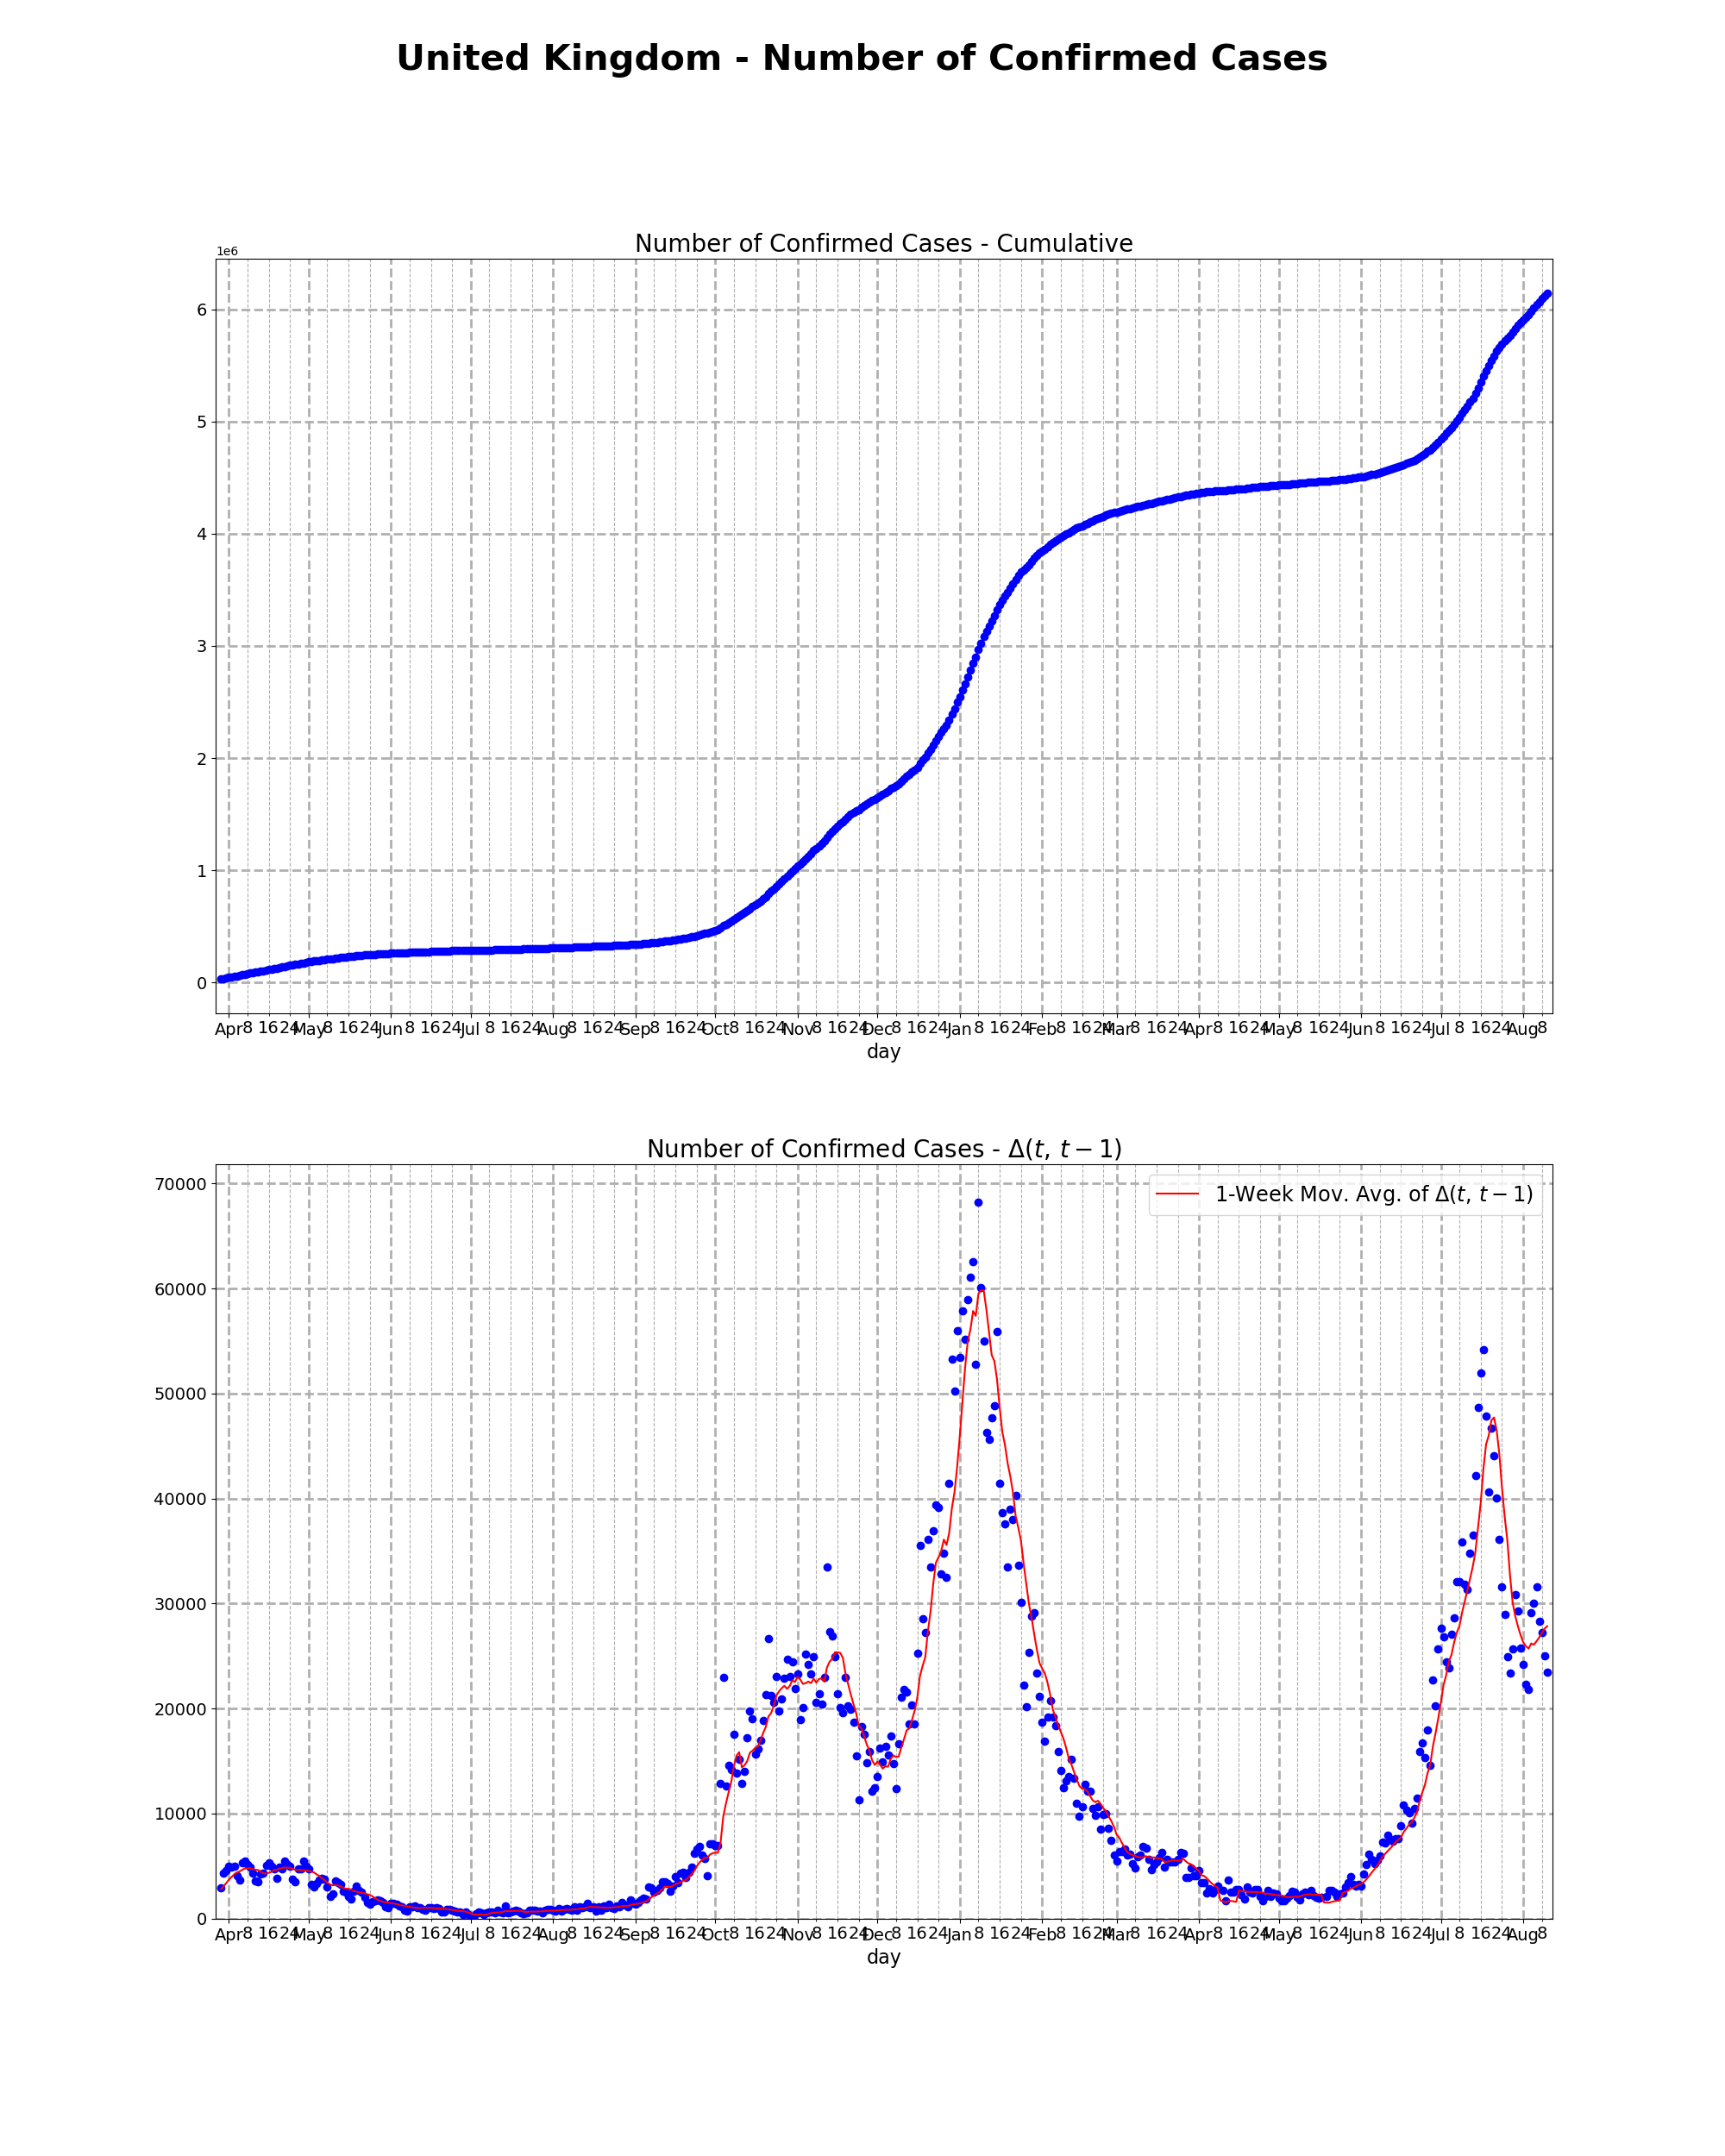 United Kingdom - Number of Confirmed Cases
Number of Confirmed Cases - Cumulative
1e6
6
5
4
3
2
1
0
Apr 8 16 24 May 8 16 24 Jun 8 16 24 Jul 8 16 24 Aug 8 16 24 Sep 8 16 24 Oct 8 16 24 Nov 8 16 24 Dec 8 16 24 Jan 8 16 24 Feb 8 16 24 Mar 8 16 24 Apr 8 16 24 May 8 16 24 Jun 8 16 24 Jul 8 16 24 Aug 8
day
Number of Confirmed Cases - Δ(t, t − 1)
1-Week Mov. Avg. of Δ(t, t − 1)
70000
60000
50000
40000
30000
20000
10000
0
Apr 8 16 24 May 8 16 24 Jun 8 16 24 Jul 8 16 24 Aug 8 16 24 Sep 8 16 24 Oct 8 16 24 Nov 8 16 24 Dec 8 16 24 Jan 8 16 24 Feb 8 16 24 Mar 8 16 24 Apr 8 16 24 May 8 16 24 Jun 8 16 24 Jul 8 16 24 Aug 8
day